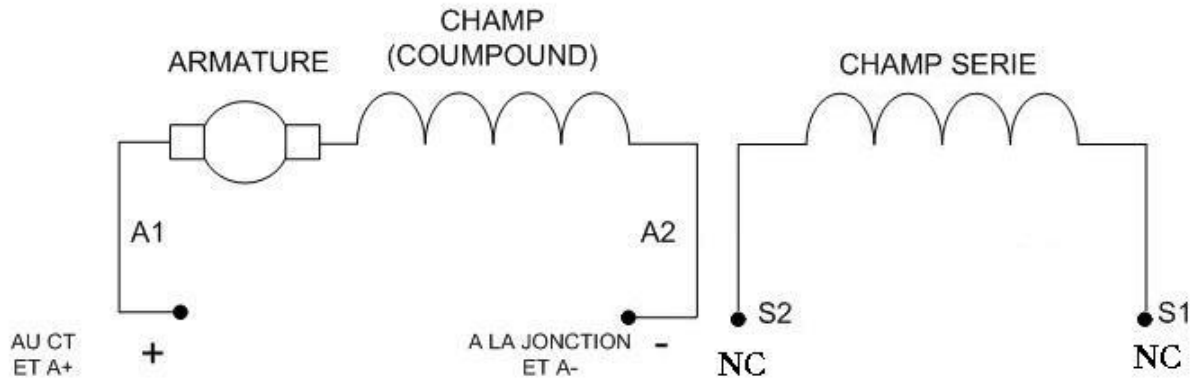 CHAMP
(COUMPOUND)
ARMATURE
CHAMP SERIE
A1
A2
S2
S1
AU CT
ET A+
+
A LA JONCTION
ET A-
-
NC
NC